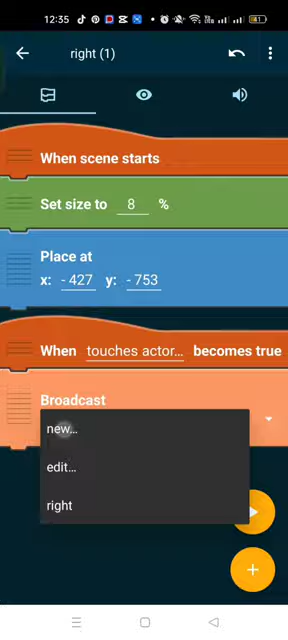 12:35
41
right (1)
When scene starts
Set size to 8 %
Place at
x: - 427 y: - 753
When touches actor... becomes true
Broadcast
new...
edit...
right